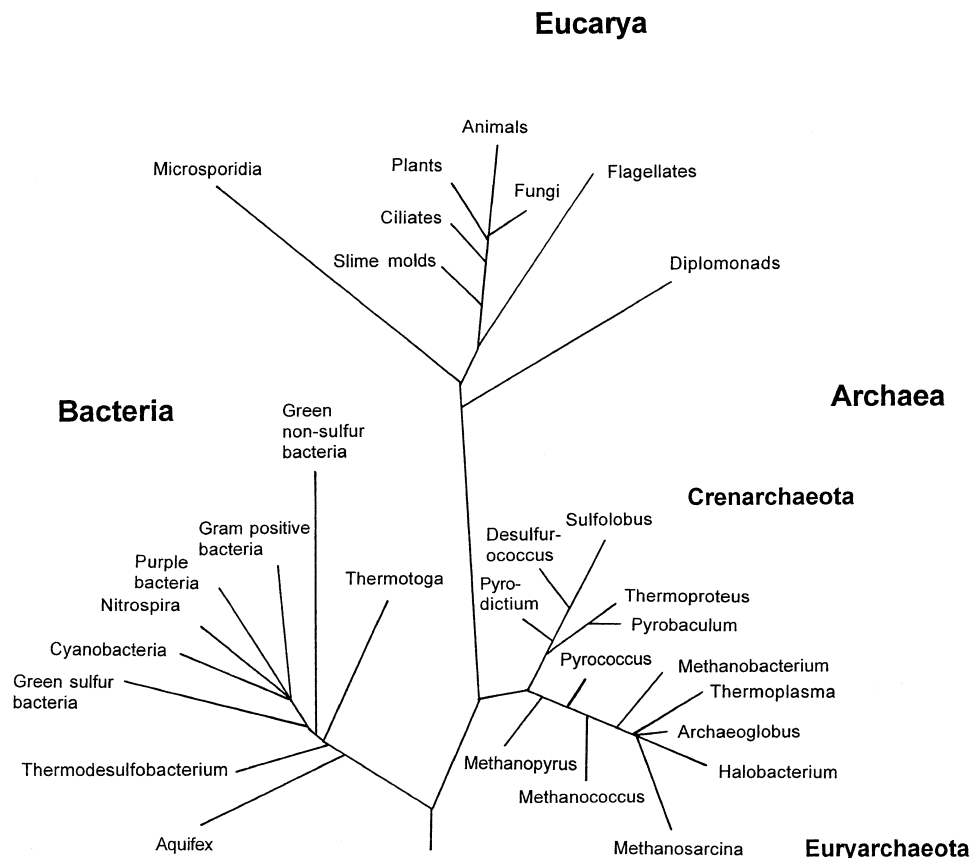 Eucarya
Animals
Microsporidia
Plants
Flagellates
Fungi
Ciliates
Slime molds
Diplomonads
Bacteria
Archaea
Green
non-sulfur
bacteria
Crenarchaeota
Sulfolobus
Gram positive
bacteria
Desulfur-
ococcus
Purple
bacteria
Thermotoga
Pyro-
dictium
Thermoproteus
Nitrospira
Pyrobaculum
Cyanobacteria
Pyrococcus
Methanobacterium
Green sulfur
bacteria
Thermoplasma
Archaeoglobus
Thermodesulfobacterium
Methanopyrus
Halobacterium
Methanococcus
Aquifex
Methanosarcina
Euryarchaeota